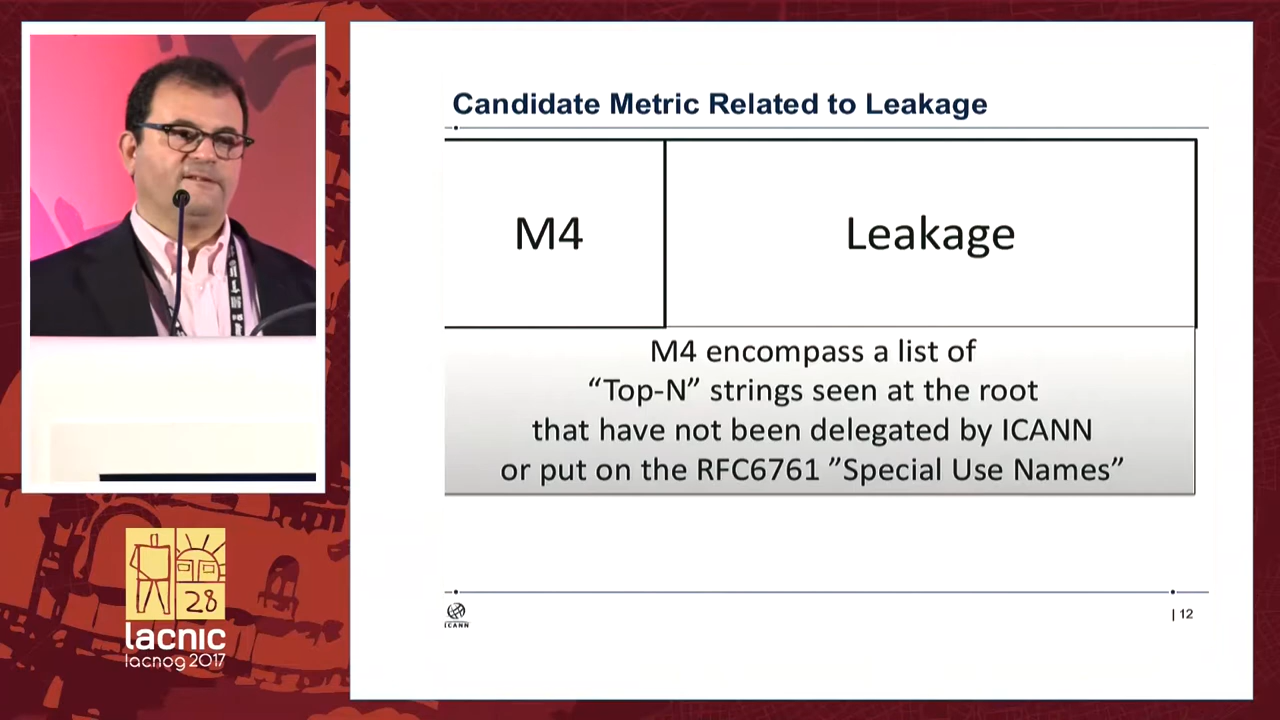 Candidate Metric Related to Leakage
M4
Leakage
M4 encompass a list of
“Top-N” strings seen at the root
that have not been delegated by ICANN
or put on the RFC6761 ”Special Use Names”
ICANN
| 12
28
lacnic
lacnog 2017